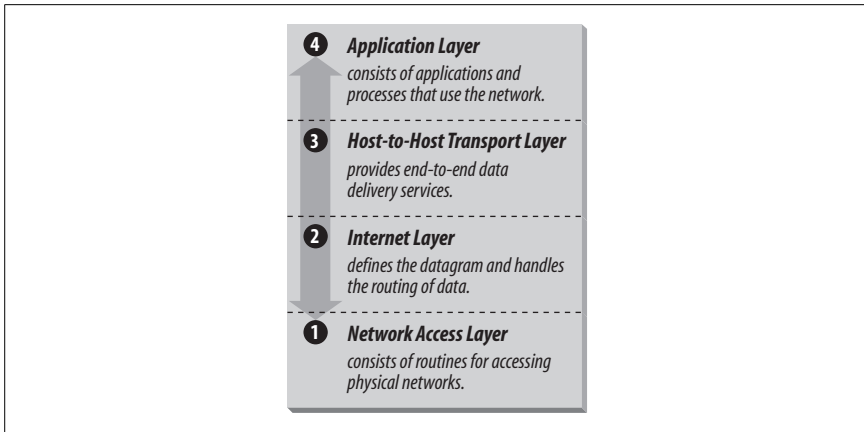 4 Application Layer
consists of applications and
processes that use the network.
3 Host-to-Host Transport Layer
provides end-to-end data
delivery services.
2 Internet Layer
defines the datagram and handles
the routing of data.
1 Network Access Layer
consists of routines for accessing
physical networks.